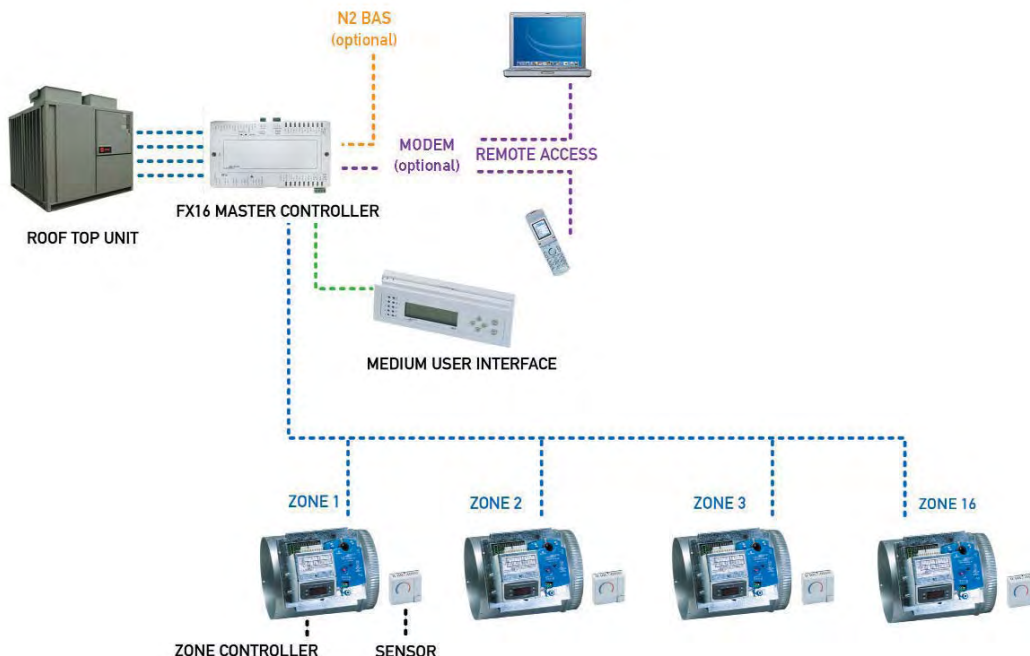 N2 BAS
(optional)
MODEM
(optional)
REMOTE ACCESS
FX16 MASTER CONTROLLER
ROOF TOP UNIT
MEDIUM USER INTERFACE
ZONE 1
ZONE 2
ZONE 3
ZONE 16
ZONE CONTROLLER
SENSOR